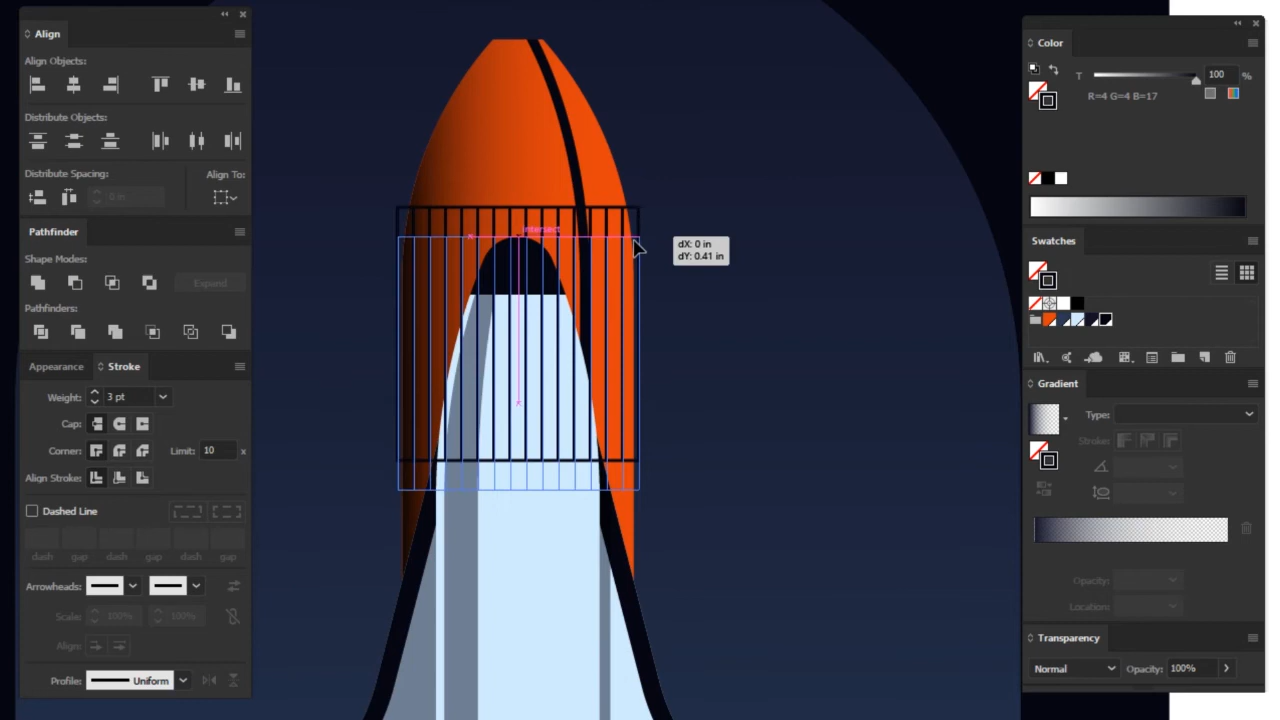 Align
Align Objects:
Distribute Objects:
Distribute Spacing:
Align To:
0 in
Pathfinder
Shape Modes:
Expand
Pathfinders:
Appearance
Stroke
Weight:
3 pt
Cap:
Corner:
Limit:
10
x
Align Stroke:
Dashed Line
dash
gap
dash
gap
dash
gap
Arrowheads:
Scale:
100%
100%
Align:
Profile:
Uniform
intersect
dX: 0 in
dY: 0.41 in
Color
T
100
%
R=4 G=4 B=17
Swatches
Gradient
Type:
Stroke:
Opacity:
Location:
Transparency
Normal
Opacity:
100%